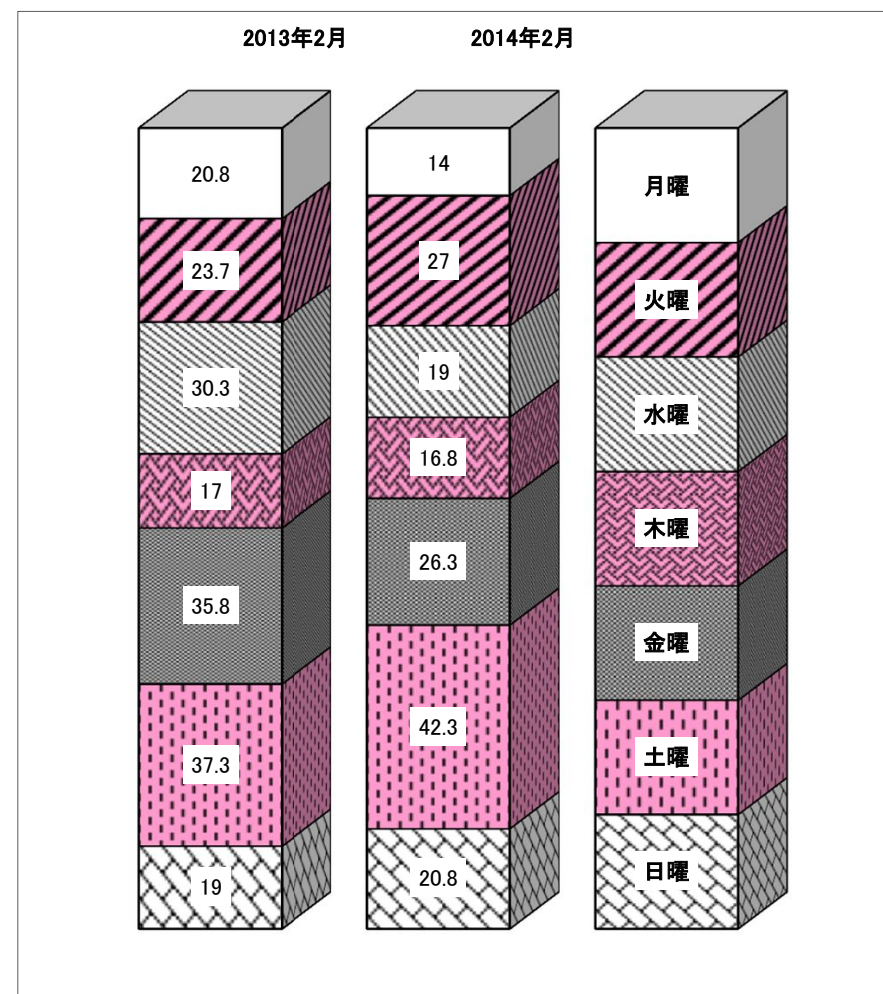 2013年2月 2014年2月
20.8 14 月曜
23.7 27 火曜
30.3 19 水曜
17 16.8 木曜
35.8 26.3 金曜
37.3 42.3 土曜
19 20.8 日曜